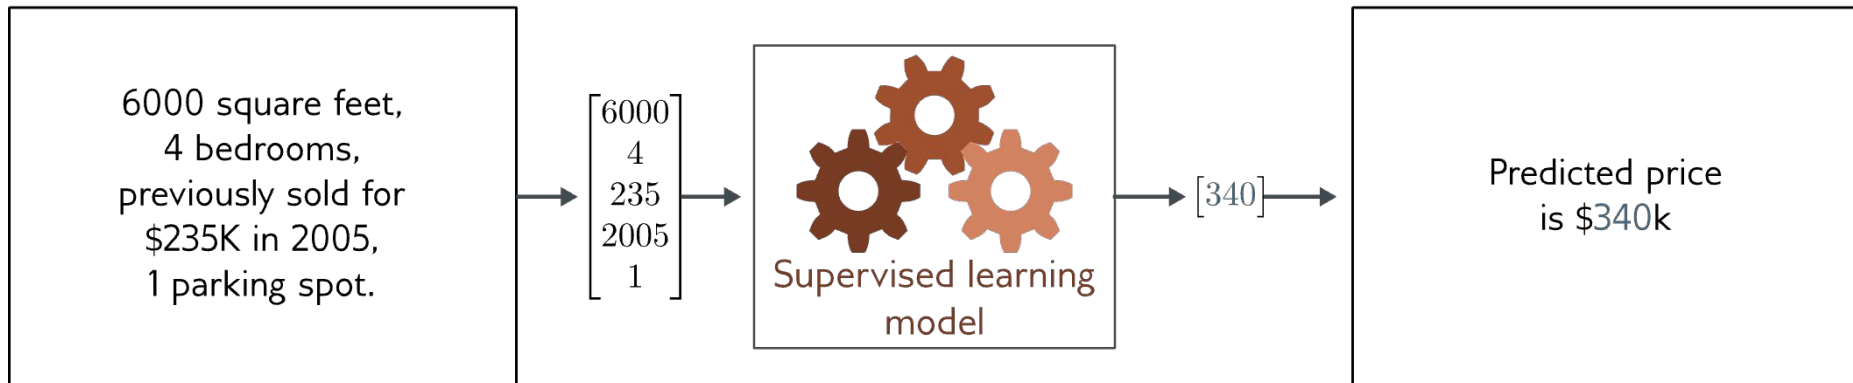 6000 square feet,
4 bedrooms,
previously sold for
$235K in 2005,
1 parking spot.
6000
4
235
2005
1
Supervised learning
model
[340]
Predicted price
is $340k